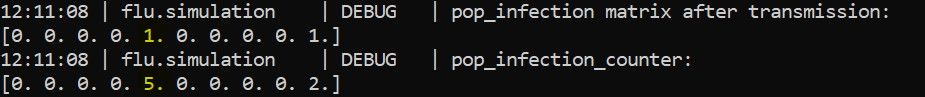 12:11:08 | flu.simulation    | DEBUG   | pop_infection matrix after transmission:
[0. 0. 0. 0. 1. 0. 0. 0. 0. 1.]
12:11:08 | flu.simulation    | DEBUG   | pop_infection_counter:
[0. 0. 0. 0. 5. 0. 0. 0. 0. 2.]